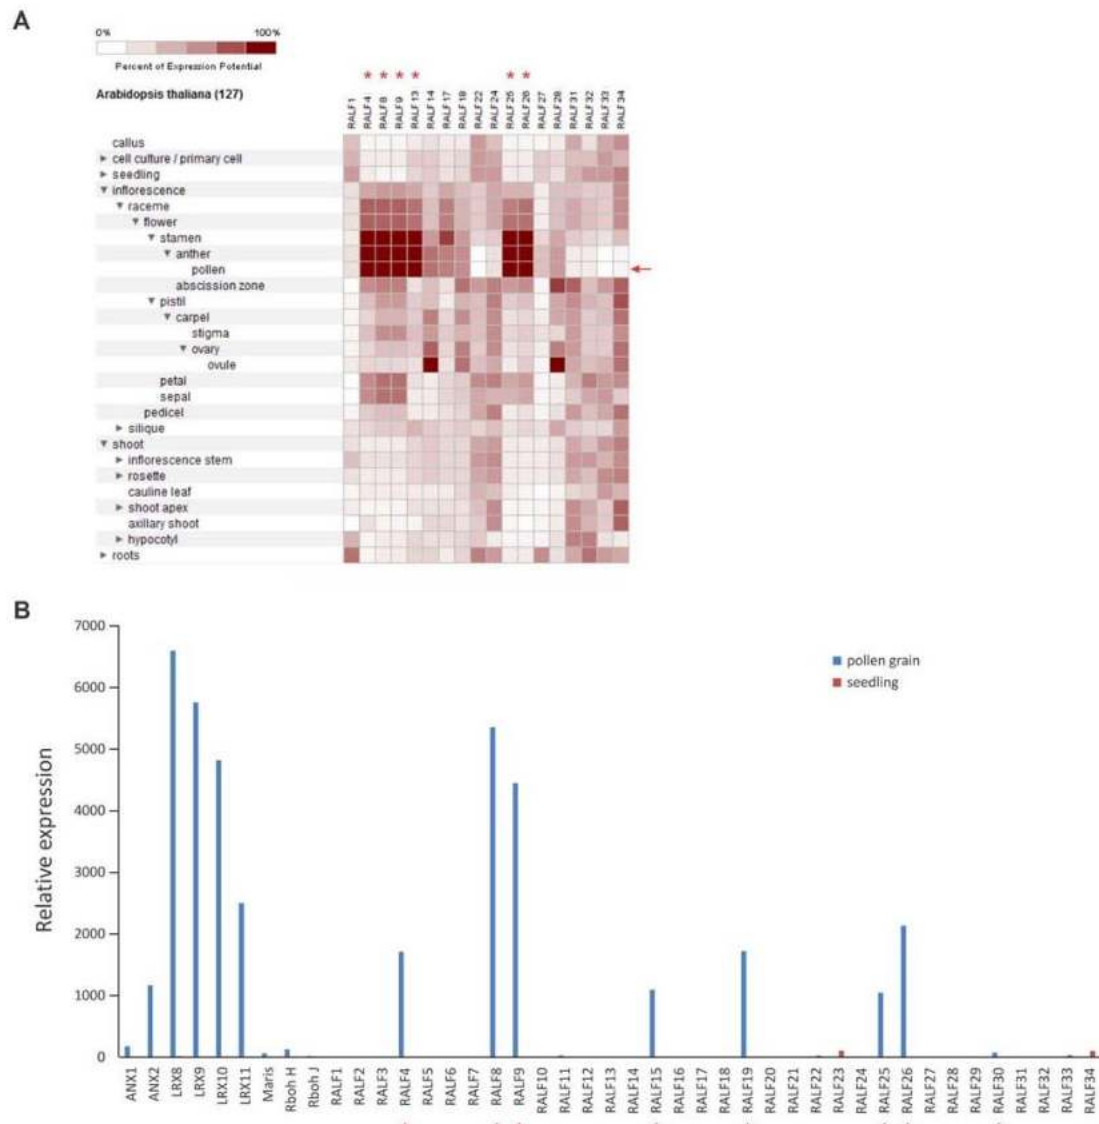 A
0% 100%
Percent of Expression Potential
* * * * * *
Arabidopsis thaliana (127)
RALF1
RALF4
RALF8
RALF9
RALF13
RALF14
RALF17
RALF18
RALF22
RALF24
RALF25
RALF26
RALF27
RALF28
RALF31
RALF32
RALF33
RALF34
callus
cell culture / primary cell
seedling
inflorescence
raceme
flower
stamen
anther
pollen
abscission zone
pistil
carpel
stigma
ovary
ovule
petal
sepal
pedicel
silique
shoot
inflorescence stem
rosette
cauline leaf
shoot apex
axillary shoot
hypocotyl
roots
B
7000
6000
5000
4000
3000
2000
1000
0
Relative expression
pollen grain
seedling
ANX1
ANX2
LRX8
LRX9
LRX10
LRX11
Maris
Rboh H
Rboh J
RALF1
RALF2
RALF3
RALF4
RALF5
RALF6
RALF7
RALF8
RALF9
RALF10
RALF11
RALF12
RALF13
RALF14
RALF15
RALF16
RALF17
RALF18
RALF19
RALF20
RALF21
RALF22
RALF23
RALF24
RALF25
RALF26
RALF27
RALF28
RALF29
RALF30
RALF31
RALF32
RALF33
RALF34